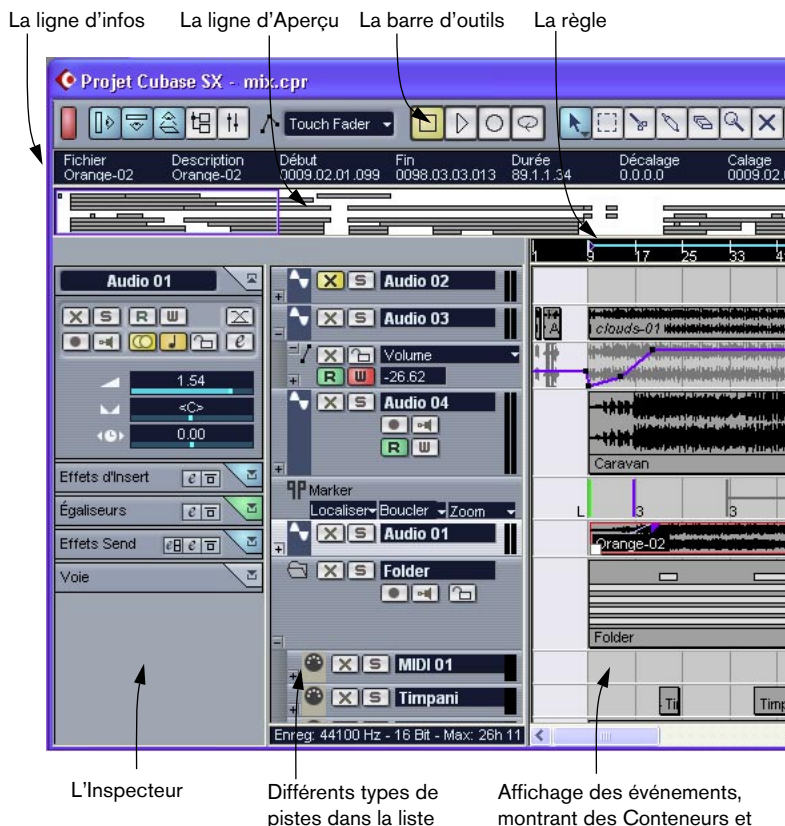 La ligne d'infos
La ligne d'Aperçu
La barre d'outils
La règle
Projet Cubase SX - mix.cpr
Touch Fader
Fichier Description Début Fin Durée Décalage Calage
Orange-02 Orange-02 0009.02.01.099 0098.03.03.013 89.1.1.34 0.0.0.0 0009.02
1 9 17 25 33 4
Audio 01
X S R W
e
1.54
<C>
0.00
Effets d'Insert e
Égaliseurs e
Effets Send e e
Voie
X S Audio 02
X S Audio 03
X Volume
R W -26.62
X S Audio 04
R W
Marker
Localiser Boucler Zoom
X S Audio 01
X S Folder
X S MIDI 01
X S Timpani
Enreg: 44100 Hz - 16 Bit - Max: 26h 11
A
clouds-01
Caravan
L 3 3
Orange-02
Folder
Ti
Timp
L'Inspecteur
Différents types de
pistes dans la liste
Affichage des événements,
montrant des Conteneurs et